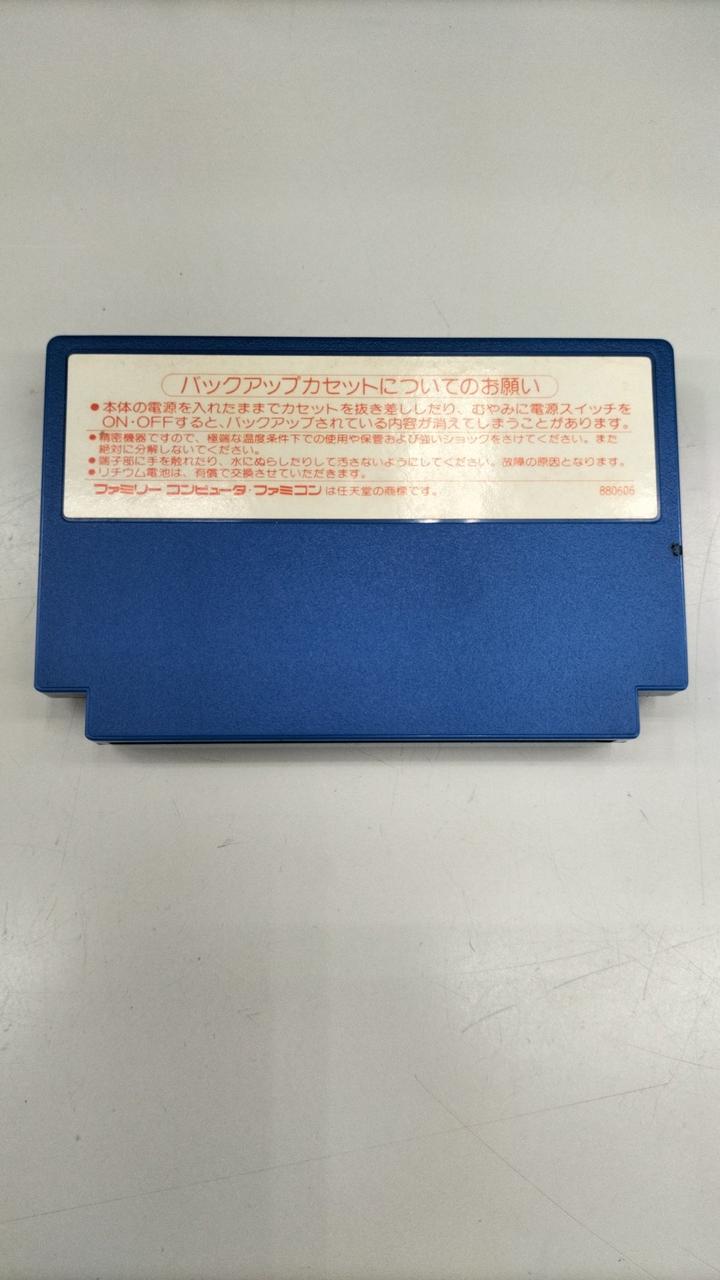 バックアップカセットについてのお願い
●本体の電源を入れたままでカセットを抜き差ししたり、むやみに電源スイッチを
ON・OFFすると、バックアップされている内容が消えてしまうことがあります。
●精密機器ですので、極端な温度条件下での使用や保管および強いショックをさけてください。また
絶対に分解しないでください。
●端子部に手を触れたり、水にぬらしたりして汚さないようにしてください。故障の原因となります。
●リチウム電池は、有償で交換させていただきます。
ファミリー コンピュータ・ファミコン は任天堂の商標です。 880606